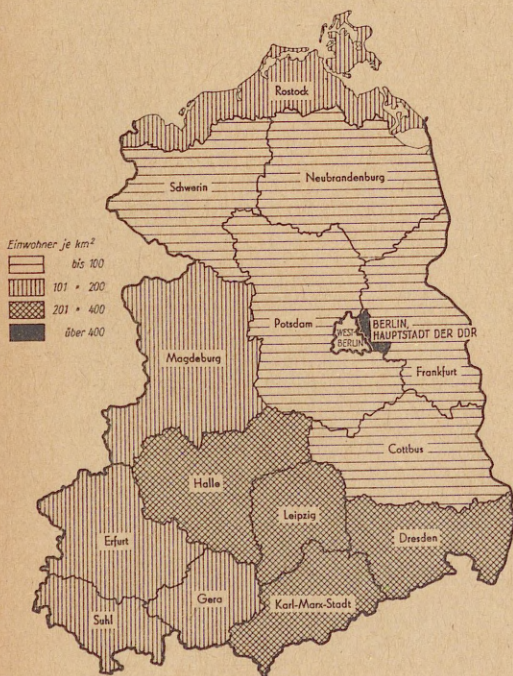 Rostock
Schwerin
Neubrandenburg
Einwohner je km²
bis 100
101 " 200
201 " 400
über 400
Potsdam
WEST-
BERLIN
BERLIN,
HAUPTSTADT DER DDR
Magdeburg
Frankfurt
Cottbus
Halle
Leipzig
Dresden
Erfurt
Gera
Karl-Marx-Stadt
Suhl